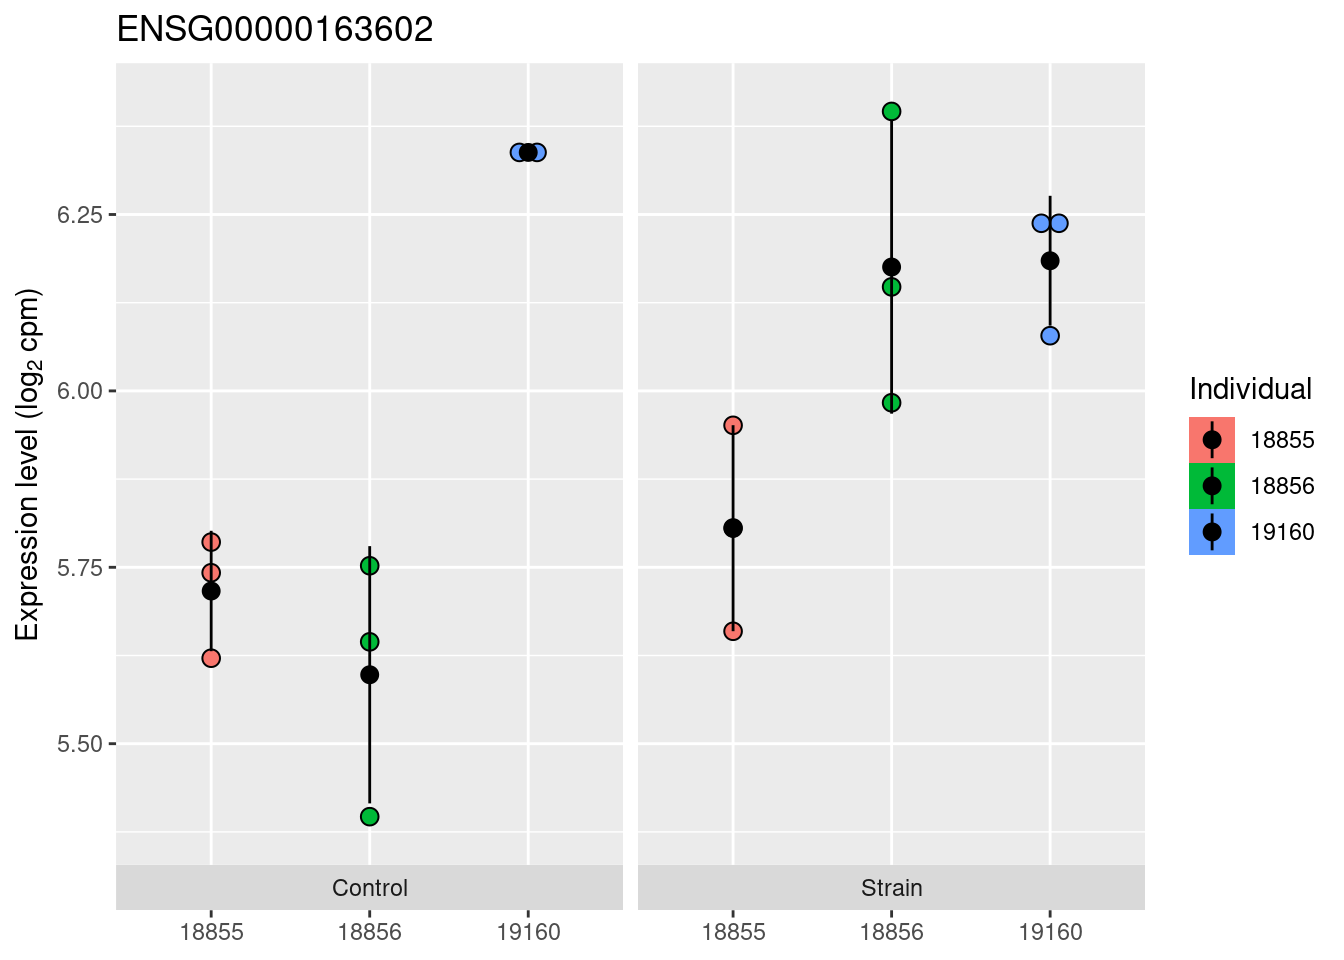 ENSG00000163602
Expression level (log₂ cpm)
6.25
6.00
5.75
5.50
Control
Strain
18855
18856
19160
18855
18856
19160
Individual
18855
18856
19160